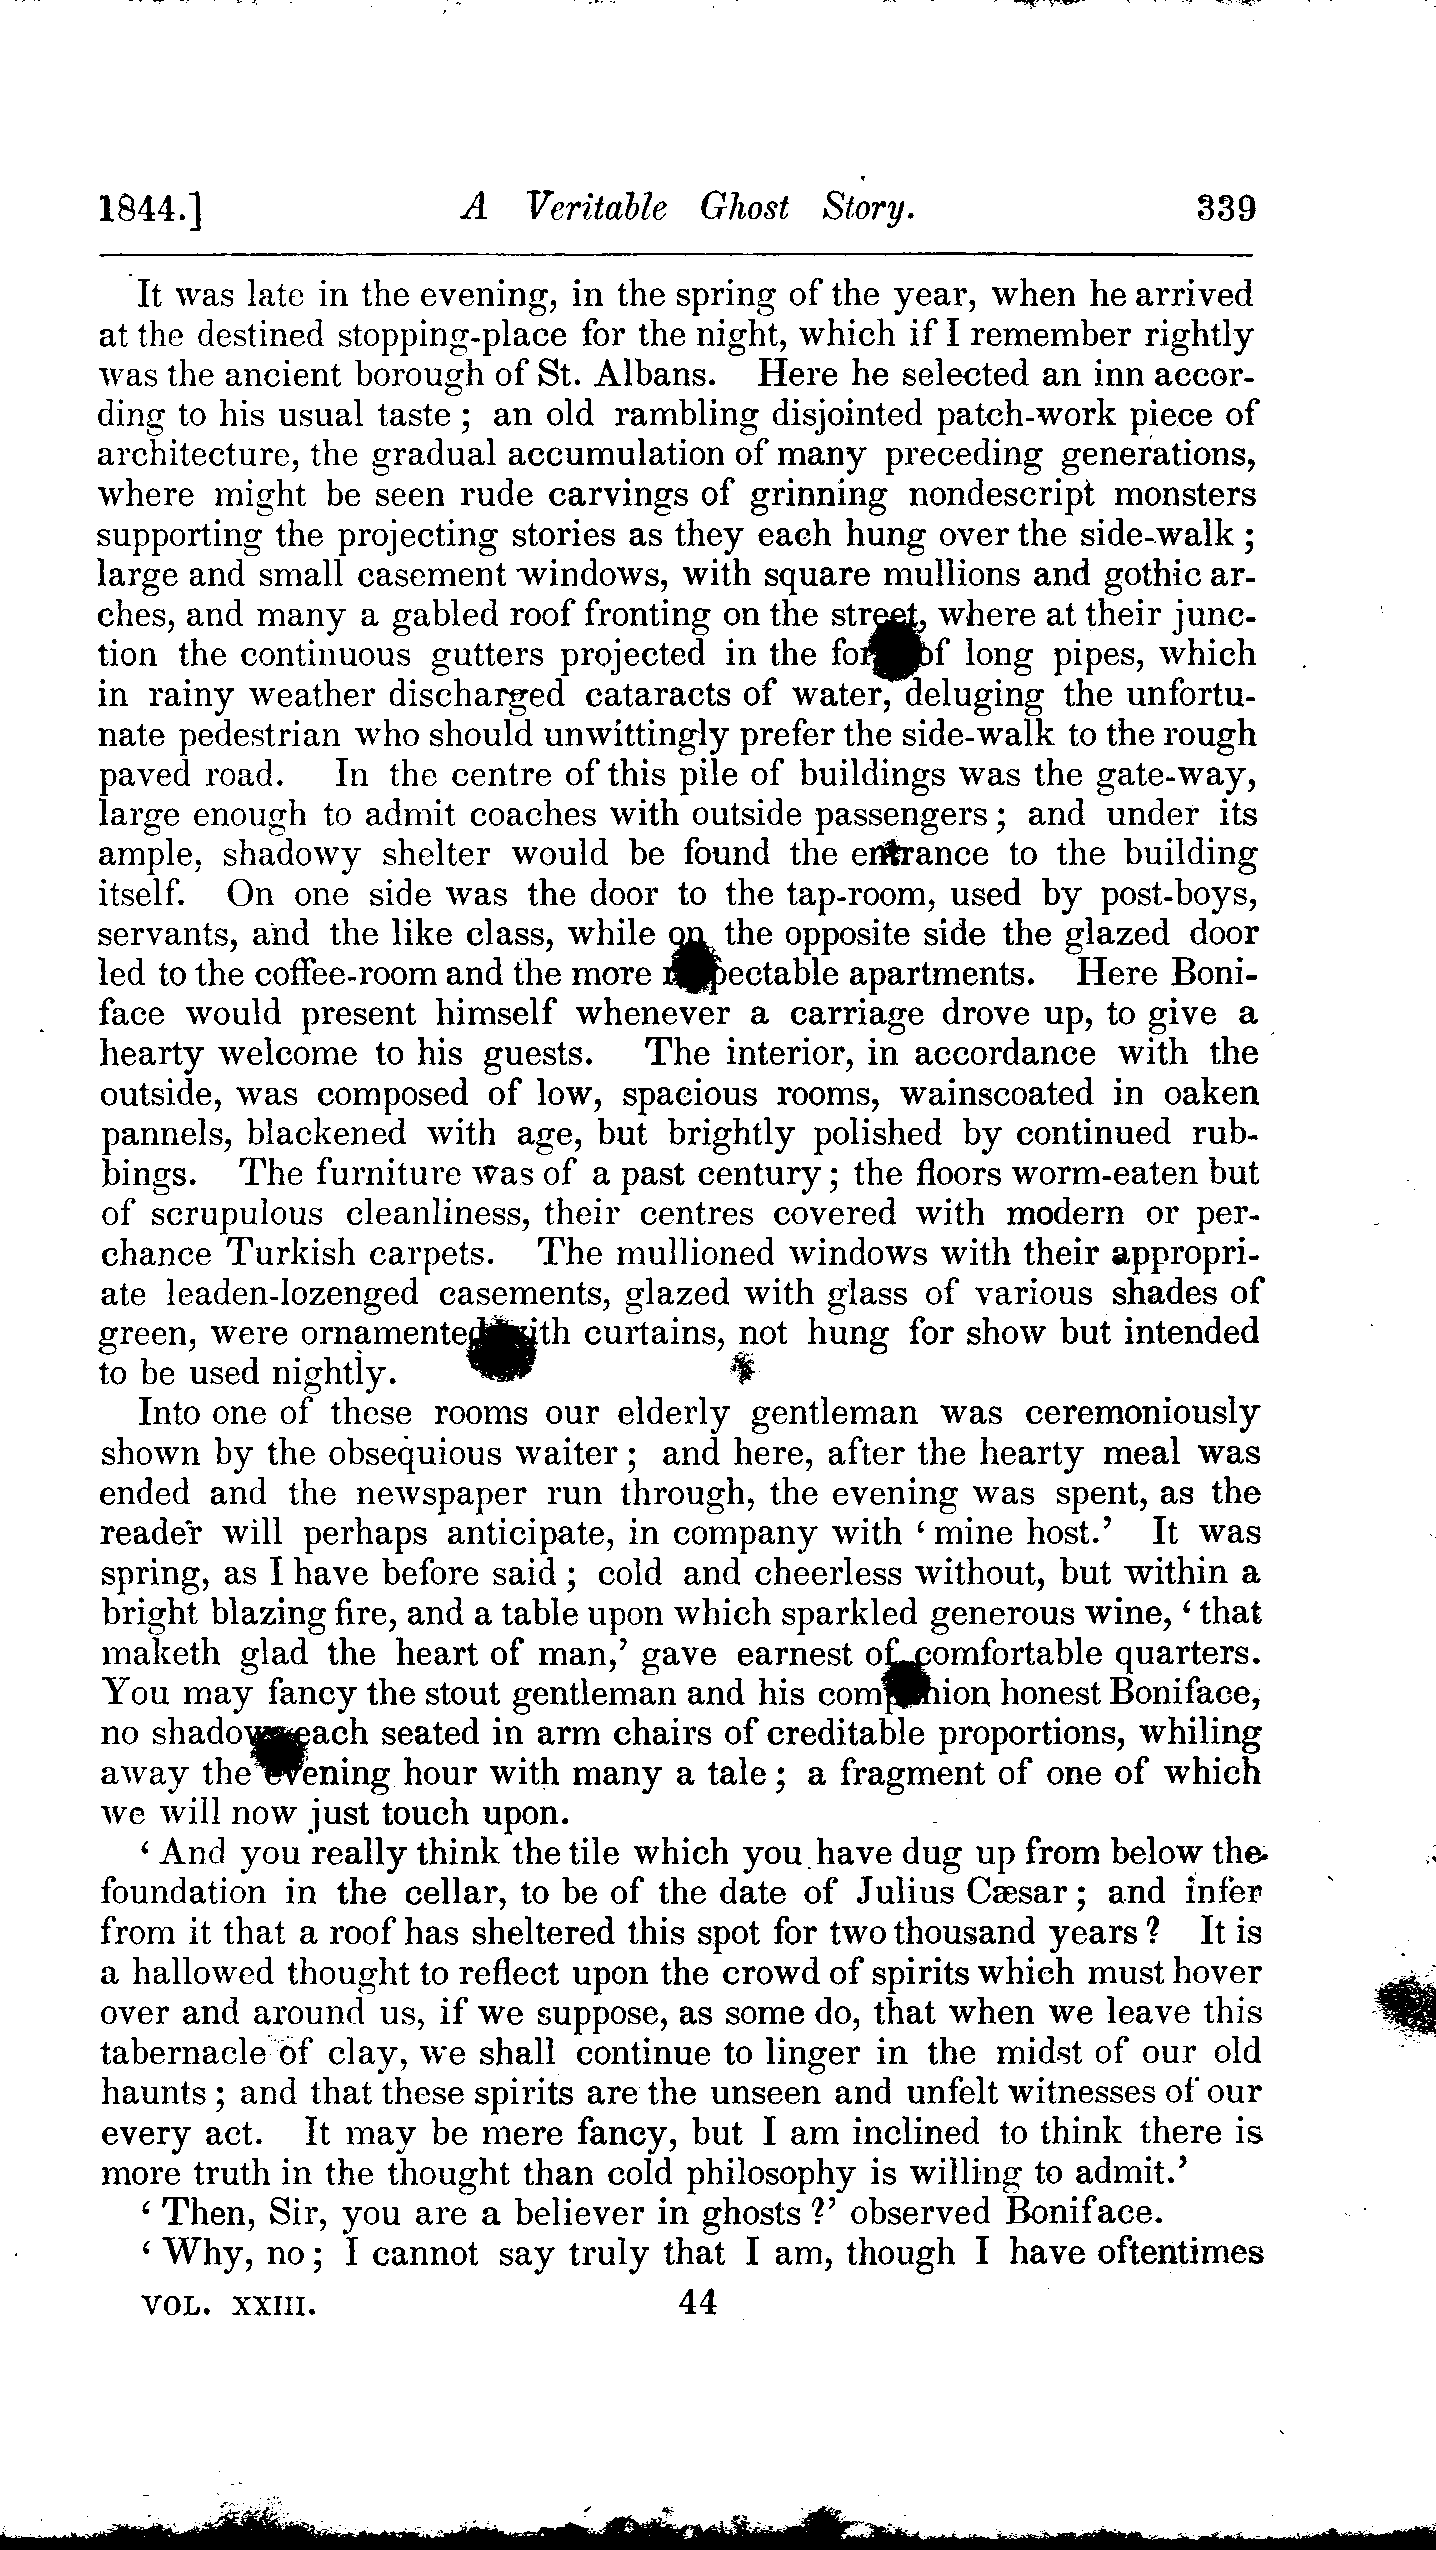 1844.] A Veritable Ghost Story. 339
It was late in the evening, in the spring of the year, when he arrived
at the destined stopping-place for the night, which if I remember rightly
was the ancient borough of St. Albans. Here he selected an inn accor-
ding to his usual taste ; an old rambling disjointed patch-work piece of
architecture, the gradual accumulation of many preceding generations,
where might be seen rude carvings of grinning nondescript monsters
supporting the projecting stories as they each hung over the side-walk ;
large and small casement windows, with square mullions and gothic ar-
ches, and many a gabled roof fronting on the street, where at their junc-
tion the continuous gutters projected in the of long pipes, which
in rainy weather discharged cataracts of water, deluging the unfortu-
nate pedestrian who should unwittingly prefer the side-walk to the rough
paved road. In the centre of this pile of buildings was the gate-way,
large enough to admit coaches with outside passengers ; and under its
ample, shadowy shelter would be found the entrance to the building
itself. On one side was the door to the tap-room, used by post-boys,
servants, and the like class, while on the opposite side the glazed door
led to the coffee-room and the more respectable apartments. Here Boni-
face would present himself whenever a carriage drove up, to give a
hearty welcome to his guests. The interior, in accordance with the
outside, was composed of low, spacious rooms, wainscoated in oaken
pannels, blackened with age, but brightly polished by continued rub-
bings. The furniture was of a past century ; the floors worm-eaten but
of scrupulous cleanliness, their centres covered with modern or per-
chance Turkish carpets. The mullioned windows with their appropri-
ate leaden-lozenged casements, glazed with glass of various shades of
green, were ornamented with curtains, not hung for show but intended
to be used nightly.
Into one of these rooms our elderly gentleman was ceremoniously
shown by the obsequious waiter ; and here, after the hearty meal was
ended and the newspaper run through, the evening was spent, as the
reader will perhaps anticipate, in company with ‘ mine host.’ It was
spring, as I have before said ; cold and cheerless without, but within a
bright blazing fire, and a table upon which sparkled generous wine, ‘ that
maketh glad the heart of man,’ gave earnest of comfortable quarters.
You may fancy the stout gentleman and his companion honest Boniface,
no shadow each seated in arm chairs of creditable proportions, whiling
away the evening hour with many a tale ; a fragment of one of which
we will now just touch upon.
‘ And you really think the tile which you have dug up from below the
foundation in the cellar, to be of the date of Julius Cæsar ; and infer
from it that a roof has sheltered this spot for two thousand years ? It is
a hallowed thought to reflect upon the crowd of spirits which must hover
over and around us, if we suppose, as some do, that when we leave this
tabernacle of clay, we shall continue to linger in the midst of our old
haunts ; and that these spirits are the unseen and unfelt witnesses of our
every act. It may be mere fancy, but I am inclined to think there is
more truth in the thought than cold philosophy is willing to admit.’
‘ Then, Sir, you are a believer in ghosts ?’ observed Boniface.
‘ Why, no ; I cannot say truly that I am, though I have oftentimes
VOL. XXIII. 44